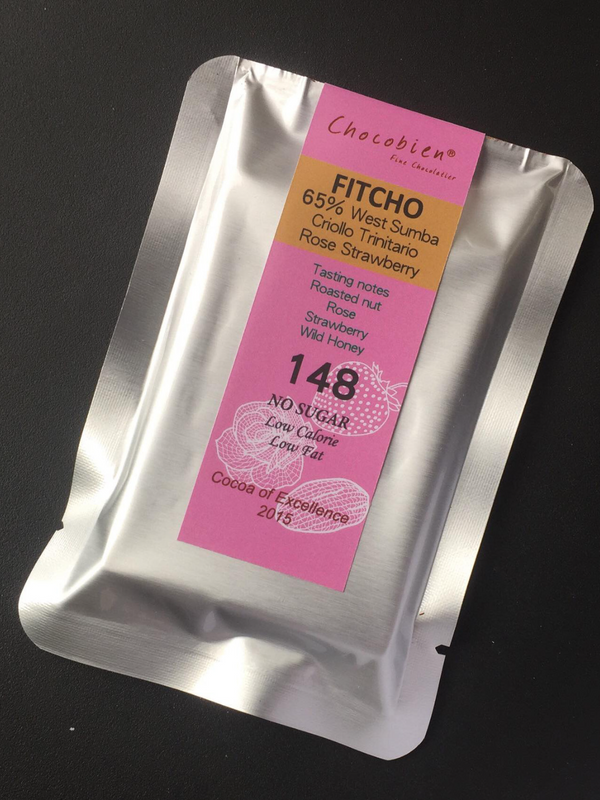 Chocobien®
Fine Chocolatier
FITCHO
65% West Sumba
Criollo Trinitario
Rose Strawberry
Tasting notes
Roasted nut
Rose
Strawberry
Wild Honey
148
NO SUGAR
Low Calorie
Low Fat
Cocoa of Excellence
2015